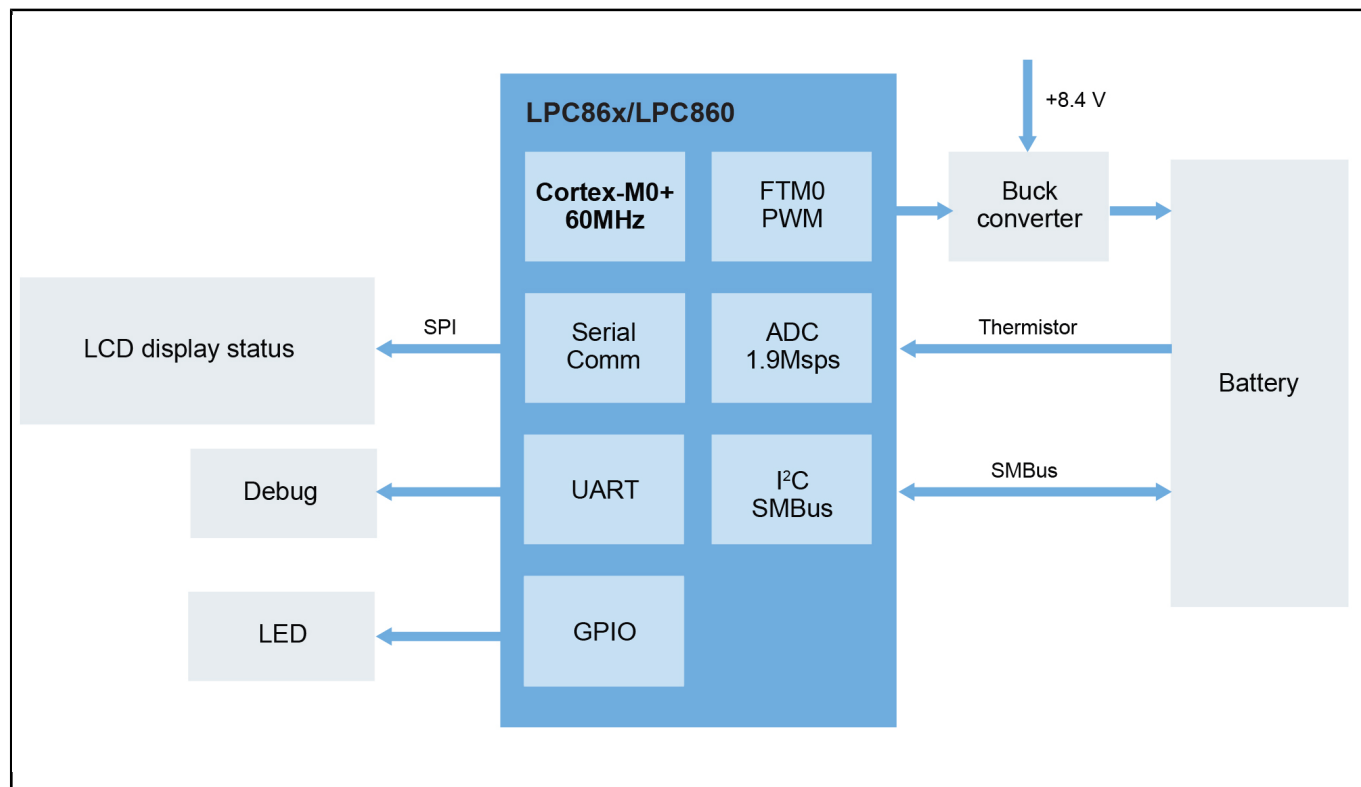 LPC86x/LPC860
+8.4 V
Cortex-M0+
60MHz
FTM0
PWM
Buck
converter
LCD display status
SPI
Serial
Comm
ADC
1.9Msps
Thermistor
Battery
Debug
UART
I²C
SMBus
SMBus
LED
GPIO